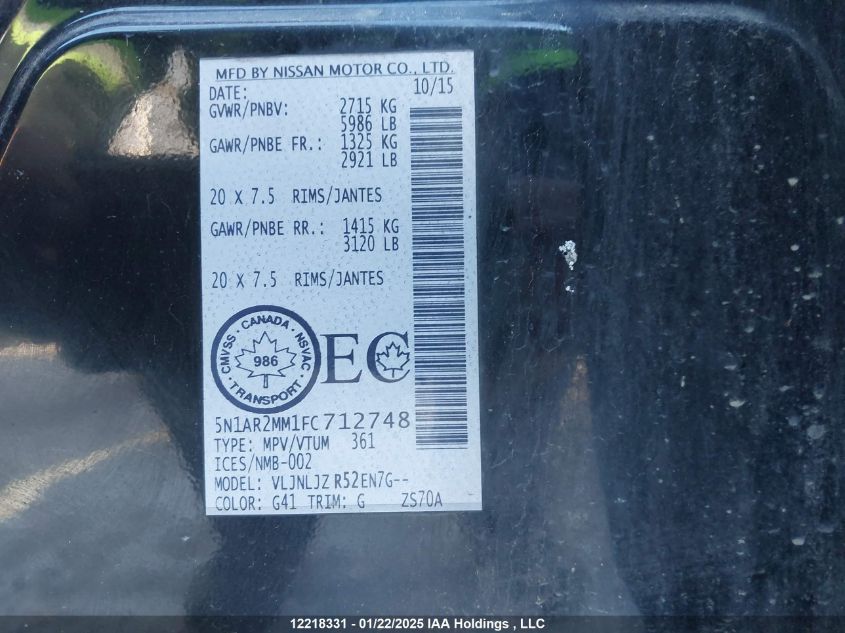 MFD BY NISSAN MOTOR CO., LTD.
DATE: 10/15
GVWR/PNBV: 2715 KG
5986 LB
GAWR/PNBE FR.: 1325 KG
2921 LB
20 X 7.5 RIMS/JANTES
GAWR/PNBE RR.: 1415 KG
3120 LB
20 X 7.5 RIMS/JANTES
CMVSS · CANADA · NSVAC · TRANSPORT ·
986
EC
5N1AR2MM1FC712748
TYPE: MPV/VTUM 361
ICES/NMB-002
MODEL: VLJNLJZ R52EN7G--
COLOR: G41 TRIM: G ZS70A
12218331 - 01/22/2025 IAA Holdings , LLC